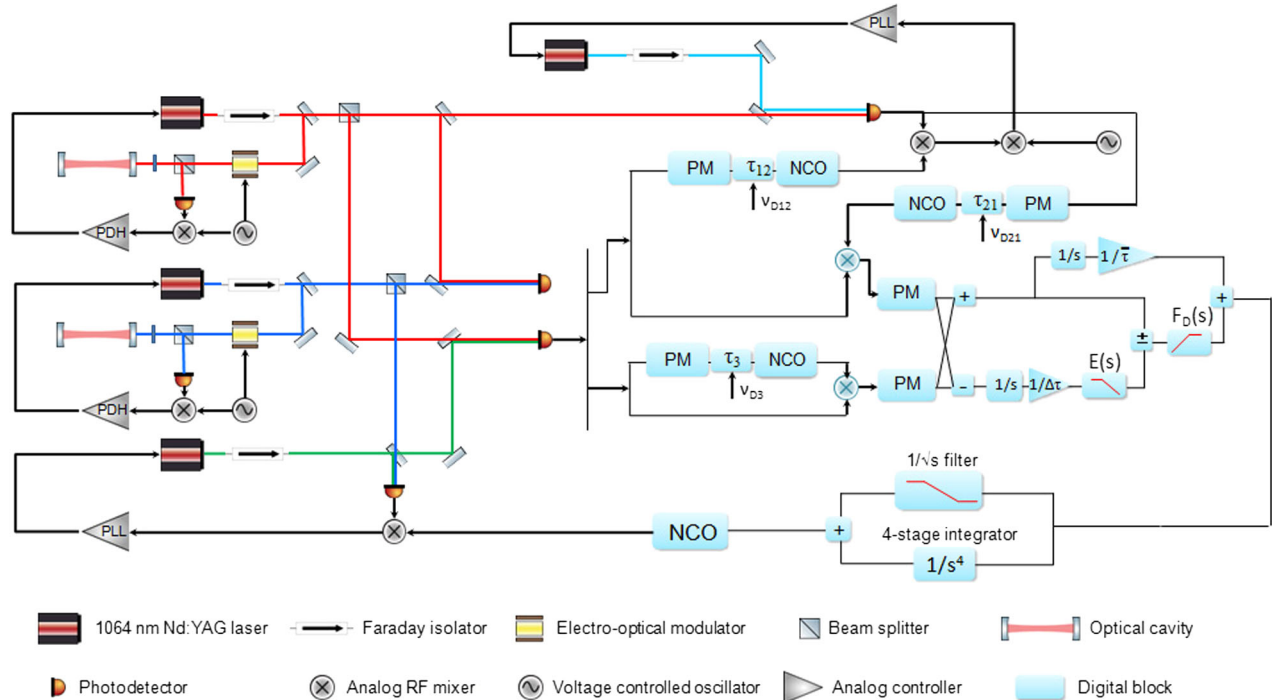 PLL
PM
τ12
NCO
νD12
NCO
τ21
PM
νD21
PDH
PM
1/s
1/τ̄
+
+
FD(s)
±
PM
τ3
NCO
νD3
PM
−
1/s
1/Δτ
E(s)
PDH
1/√s filter
PLL
NCO
+
4-stage integrator
1/s⁴
1064 nm Nd:YAG laser
Faraday isolator
Electro-optical modulator
Beam splitter
Optical cavity
Photodetector
Analog RF mixer
Voltage controlled oscillator
Analog controller
Digital block